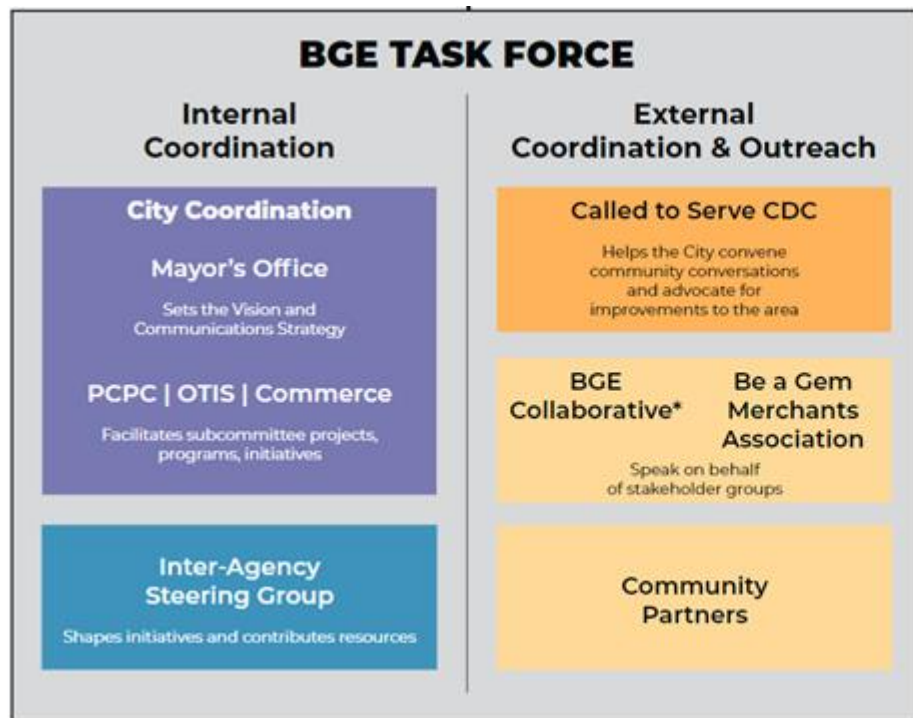 BGE TASK FORCE
Internal
Coordination
City Coordination
Mayor's Office
Sets the Vision and
Communications Strategy
PCPC | OTIS | Commerce
Facilitates subcommittee projects,
programs, initiatives
Inter-Agency
Steering Group
Shapes initiatives and contributes resources
External
Coordination & Outreach
Called to Serve CDC
Helps the City convene
community conversations
and advocate for
improvements to the area
BGE
Collaborative*
Be a Gem
Merchants
Association
Speak on behalf
of stakeholder groups
Community
Partners